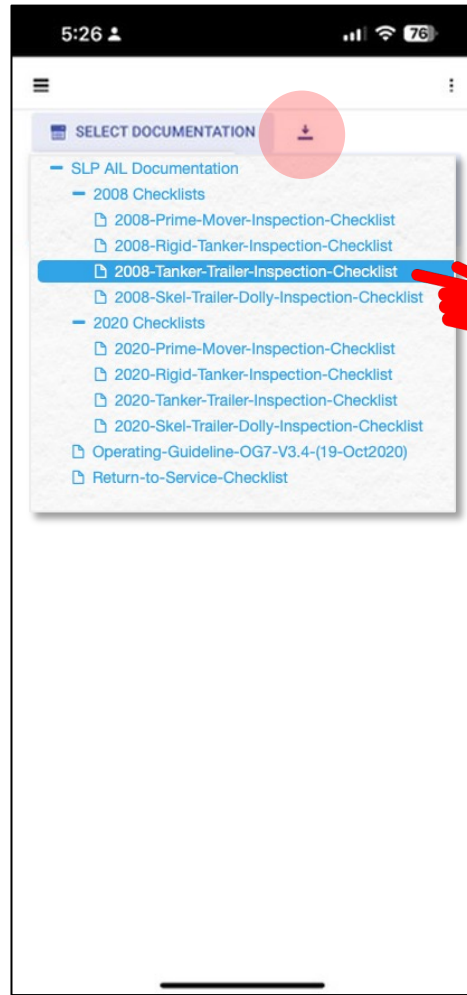 5:26
76
SELECT DOCUMENTATION
SLP AIL Documentation
2008 Checklists
2008-Prime-Mover-Inspection-Checklist
2008-Rigid-Tanker-Inspection-Checklist
2008-Tanker-Trailer-Inspection-Checklist
2008-Skel-Trailer-Dolly-Inspection-Checklist
2020 Checklists
2020-Prime-Mover-Inspection-Checklist
2020-Rigid-Tanker-Inspection-Checklist
2020-Tanker-Trailer-Inspection-Checklist
2020-Skel-Trailer-Dolly-Inspection-Checklist
Operating-Guideline-OG7-V3.4-(19-Oct2020)
Return-to-Service-Checklist